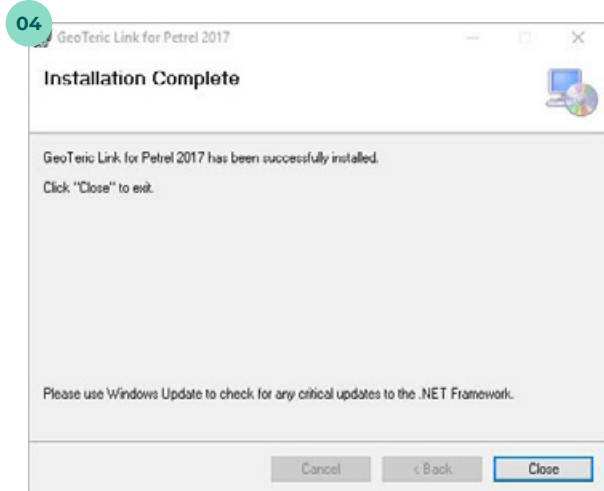 04
GeoTeric Link for Petrel 2017
Installation Complete
GeoTeric Link for Petrel 2017 has been successfully installed.
Click "Close" to exit.
Please use Windows Update to check for any critical updates to the .NET Framework.
Cancel
< Back
Close